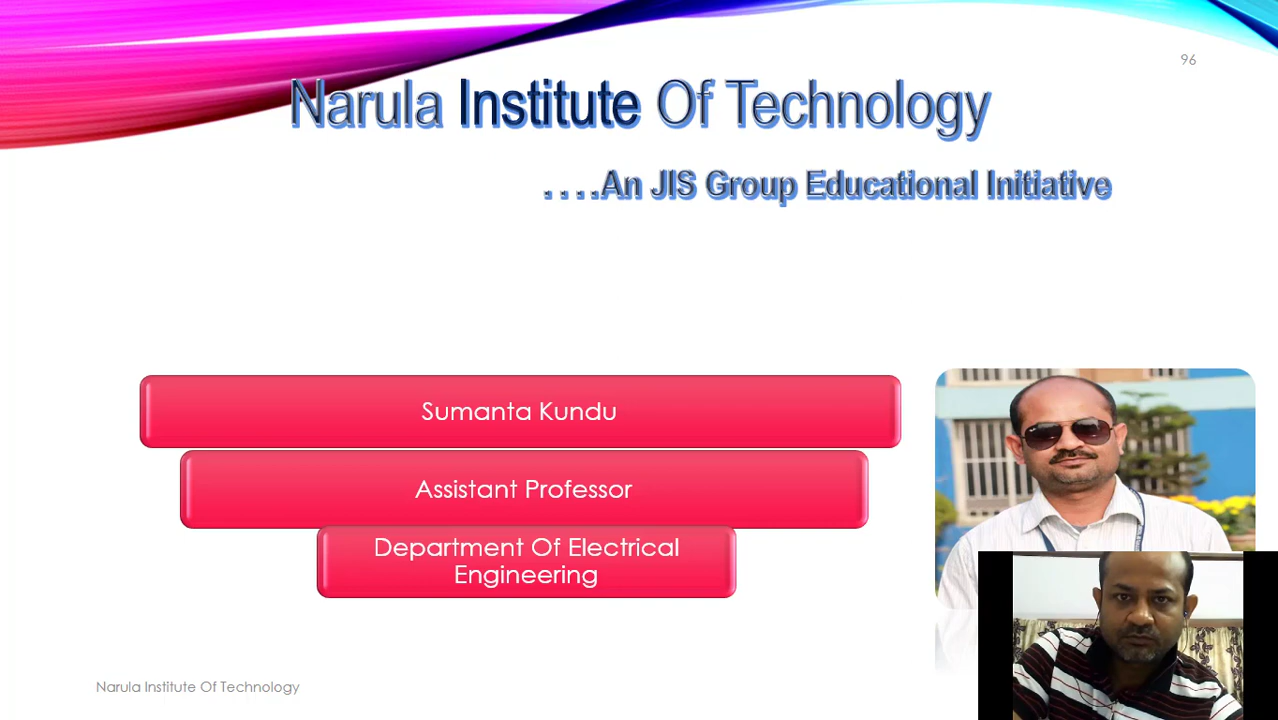 96
Narula Institute Of Technology
....An JIS Group Educational Initiative
Sumanta Kundu
Assistant Professor
Department Of Electrical
Engineering
Narula Institute Of Technology